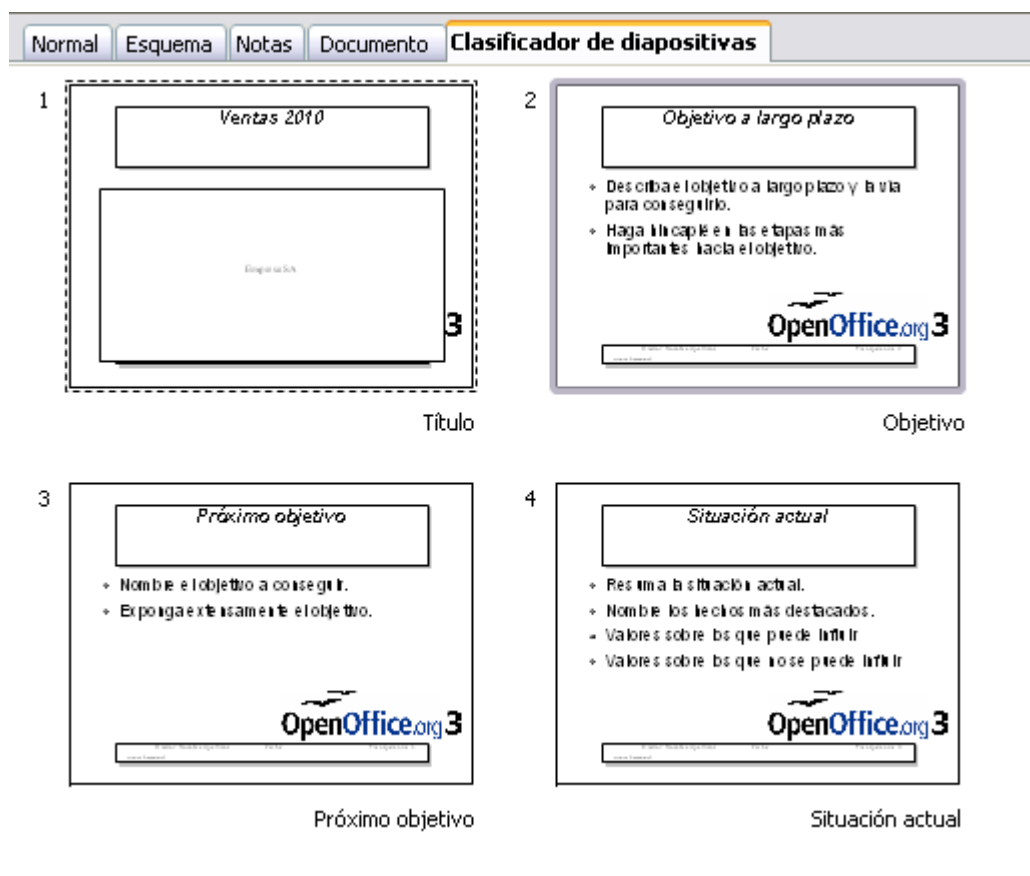 Normal Esquema Notas Documento Clasificador de diapositivas
1
Ventas 2010
Empresa SA
3
Título
2
Objetivo a largo plazo
Describa el objetivo a largo plazo y la vía
para conseguirlo.
Haga hincapié en las etapas más
importantes hacia el objetivo.
OpenOffice.org 3
Objetivo
3
Próximo objetivo
Nombre el objetivo a conseguir.
Exponga extensamente el objetivo.
OpenOffice.org 3
Próximo objetivo
4
Situación actual
Resuma la situación actual.
Nombre los hechos más destacados.
Valores sobre los que puede influir
Valores sobre los que no se puede influir
OpenOffice.org 3
Situación actual